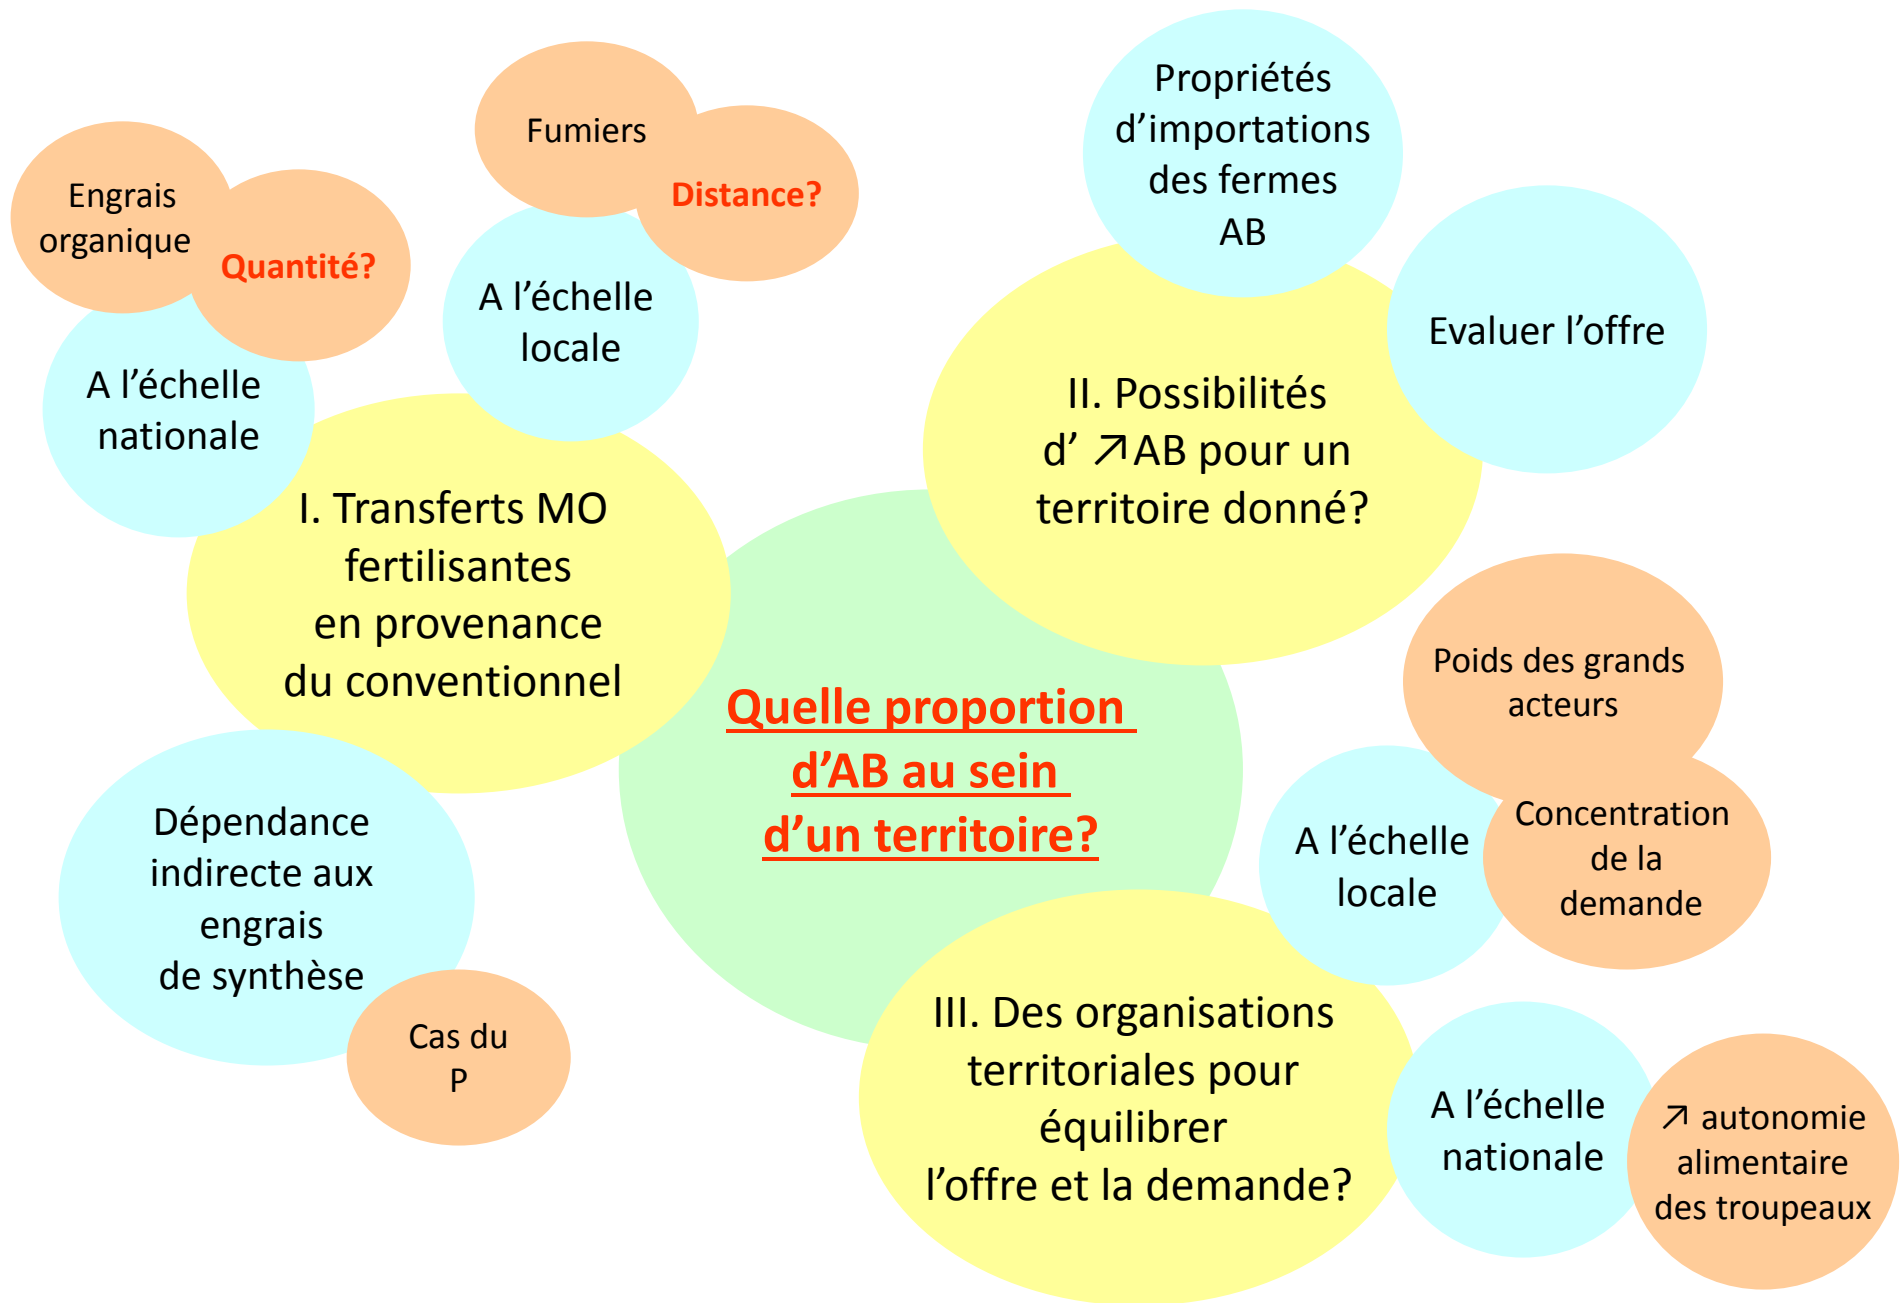 Fumiers
Distance?
Engrais
organique
Quantité?
A l’échelle
locale
A l’échelle
nationale
I. Transferts MO
fertilisantes
en provenance
du conventionnel
Dépendance
indirecte aux
engrais
de synthèse
Cas du
P
Propriétés
d’importations
des fermes
AB
Evaluer l’offre
II. Possibilités
d’ ↗AB pour un
territoire donné?
Quelle proportion
d’AB au sein
d’un territoire?
Poids des grands
acteurs
Concentration
de la
demande
A l’échelle
locale
III. Des organisations
territoriales pour
équilibrer
l’offre et la demande?
A l’échelle
nationale
↗ autonomie
alimentaire
des troupeaux